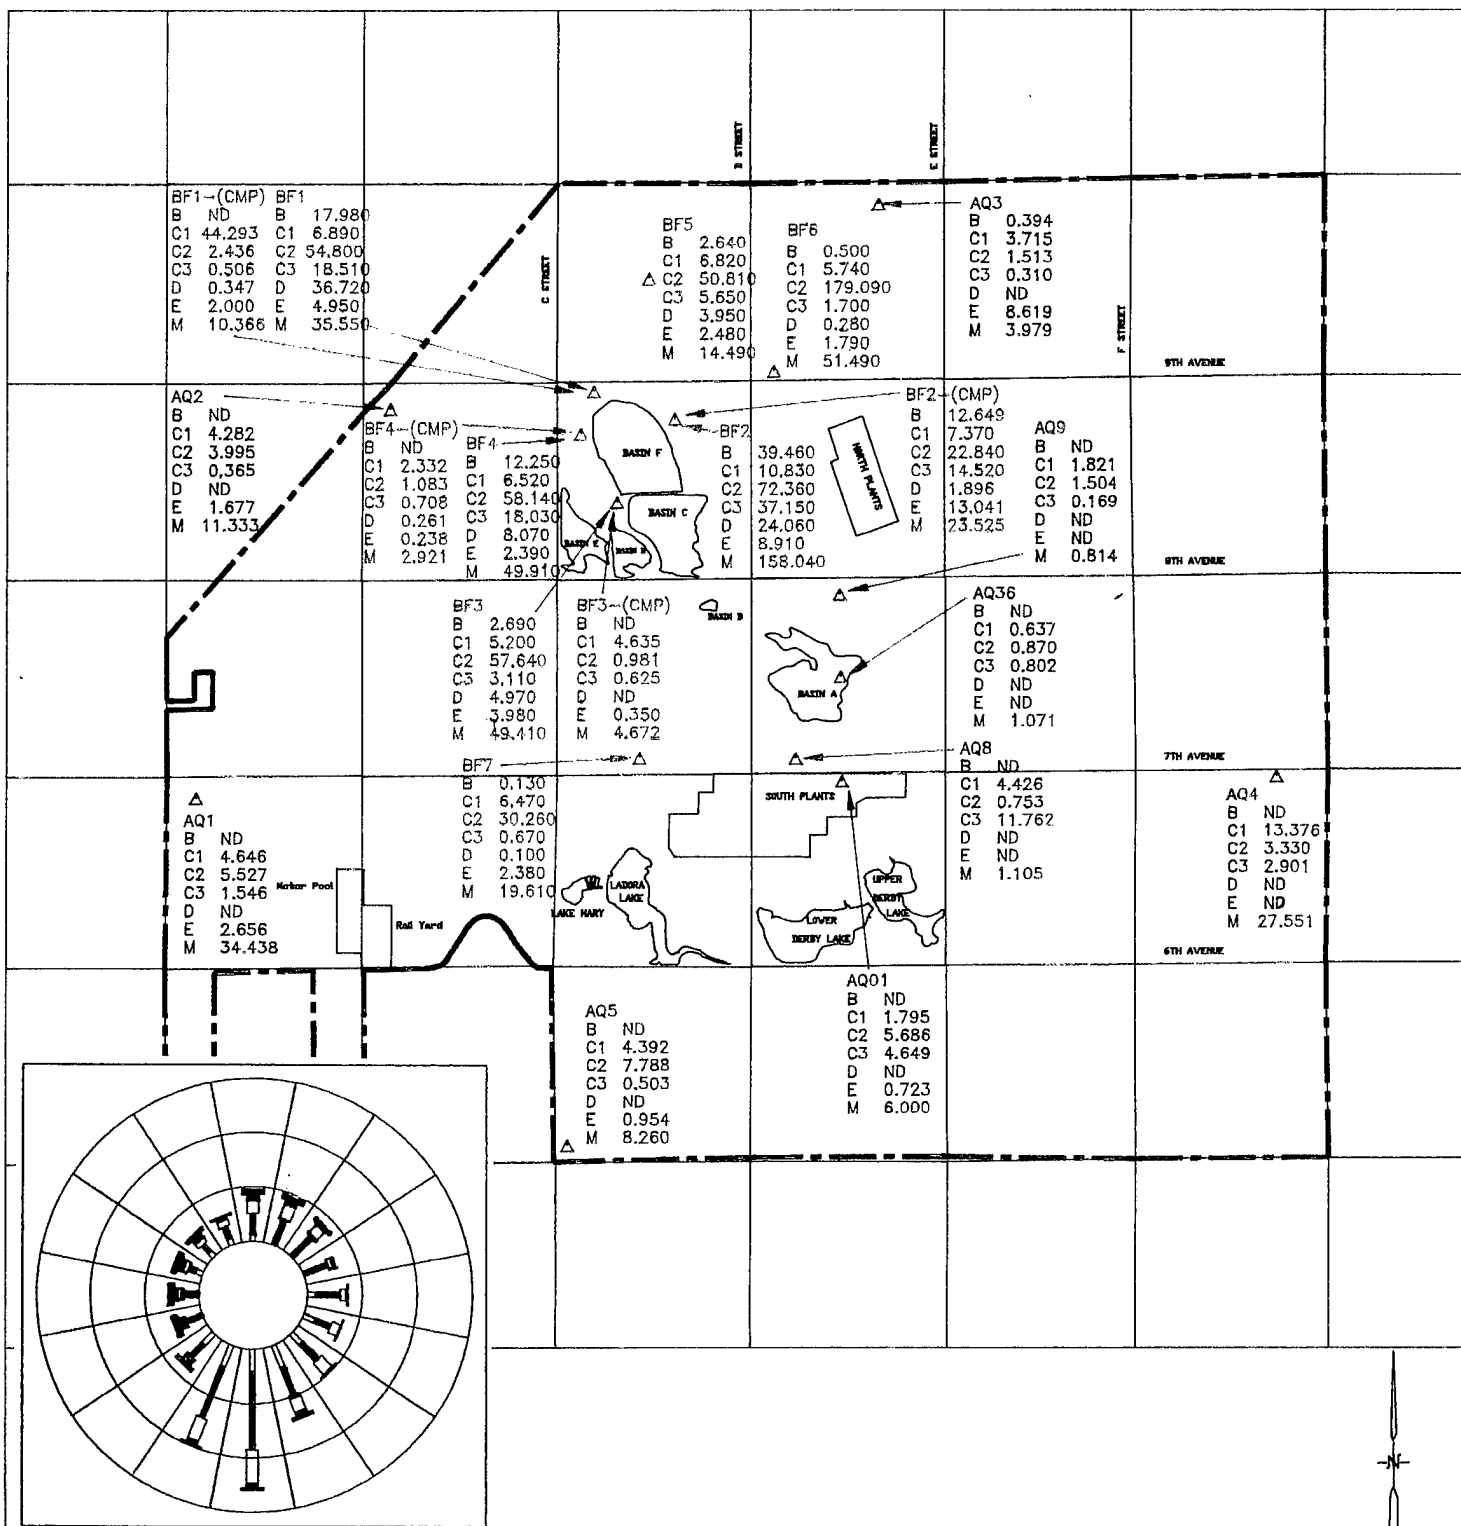 D STREET
E STREET
BF1-(CMP) BF1
B ND B 17.980
C1 44.293 C1 6.890
C2 2.436 C2 54.800
C3 0.506 C3 18.510
D 0.347 D 36.720
E 2.000 E 4.950
M 10.366 M 35.550
C STREET
BF5
B 2.640
C1 6.820
C2 50.810
C3 5.650
D 3.950
E 2.480
M 14.490
BF6
B 0.500
C1 5.740
C2 179.090
C3 1.700
D 0.280
E 1.790
M 51.490
AQ3
B 0.394
C1 3.715
C2 1.513
C3 0.310
D ND
E 8.619
M 3.979
F STREET
9TH AVENUE
AQ2
B ND
C1 4.282
C2 3.995
C3 0.365
D ND
E 1.677
M 11.333
BF4-(CMP)
B ND
C1 2.332
C2 1.083
C3 0.708
D 0.261
E 0.238
M 2.921
BF4
B 12.250
C1 6.520
C2 58.140
C3 18.030
D 8.070
E 2.390
M 49.910
BASIN F
BASIN C
BASIN E
BF2
B 39.460
C1 10.830
C2 72.360
C3 37.150
D 24.060
E 8.910
M 158.040
NORTH PLANTS
BF2-(CMP)
B 12.649
C1 7.370
C2 22.840
C3 14.520
D 1.896
E 13.041
M 23.525
AQ9
B ND
C1 1.821
C2 1.504
C3 0.169
D ND
E ND
M 0.814
8TH AVENUE
BF3
B 2.690
C1 5.200
C2 57.640
C3 3.110
D 4.970
E 3.980
M 49.410
BF3-(CMP)
B ND
C1 4.635
C2 0.981
C3 0.625
D ND
E 0.350
M 4.672
BASIN B
BASIN A
AQ36
B ND
C1 0.637
C2 0.870
C3 0.802
D ND
E ND
M 1.071
7TH AVENUE
BF7
B 0.130
C1 6.470
C2 30.260
C3 0.670
D 0.100
E 2.380
M 19.610
SOUTH PLANTS
AQ8
B ND
C1 4.426
C2 0.753
C3 11.762
D ND
E ND
M 1.105
AQ4
B ND
C1 13.376
C2 3.330
C3 2.901
D ND
E ND
M 27.551
AQ1
B ND
C1 4.646
C2 5.527
C3 1.546
D ND
E 2.656
M 34.438
Motor Pool
Rail Yard
LAKE MARY
LADORA
LAKE
UPPER
DERBY
LAKE
LOWER
DERBY LAKE
6TH AVENUE
AQ5
B ND
C1 4.392
C2 7.788
C3 0.503
D ND
E 0.954
M 8.260
AQ01
B ND
C1 1.795
C2 5.686
C3 4.649
D ND
E 0.723
M 6.000
N